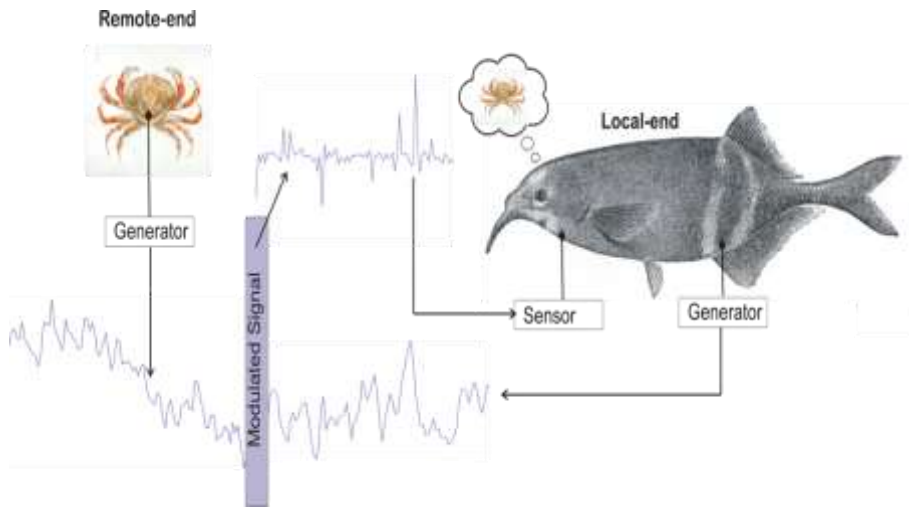 Remote-end
Local-end
Generator
Modulated Signal
Sensor
Generator